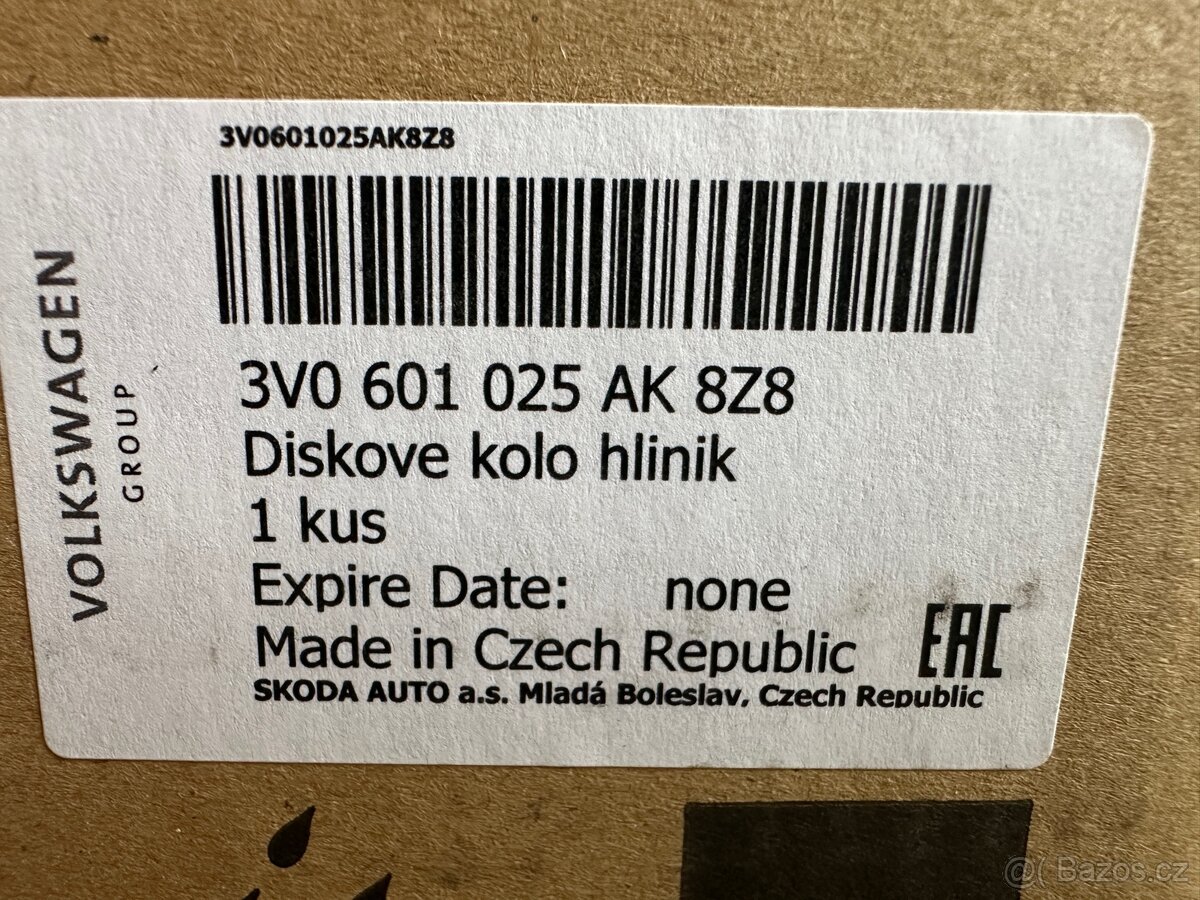 3V0601025AK8Z8
VOLKSWAGEN
GROUP
3V0 601 025 AK 8Z8
Diskove kolo hlinik
1 kus
Expire Date: none
Made in Czech Republic
EAC
SKODA AUTO a.s. Mladá Boleslav, Czech Republic
Bazos.cz